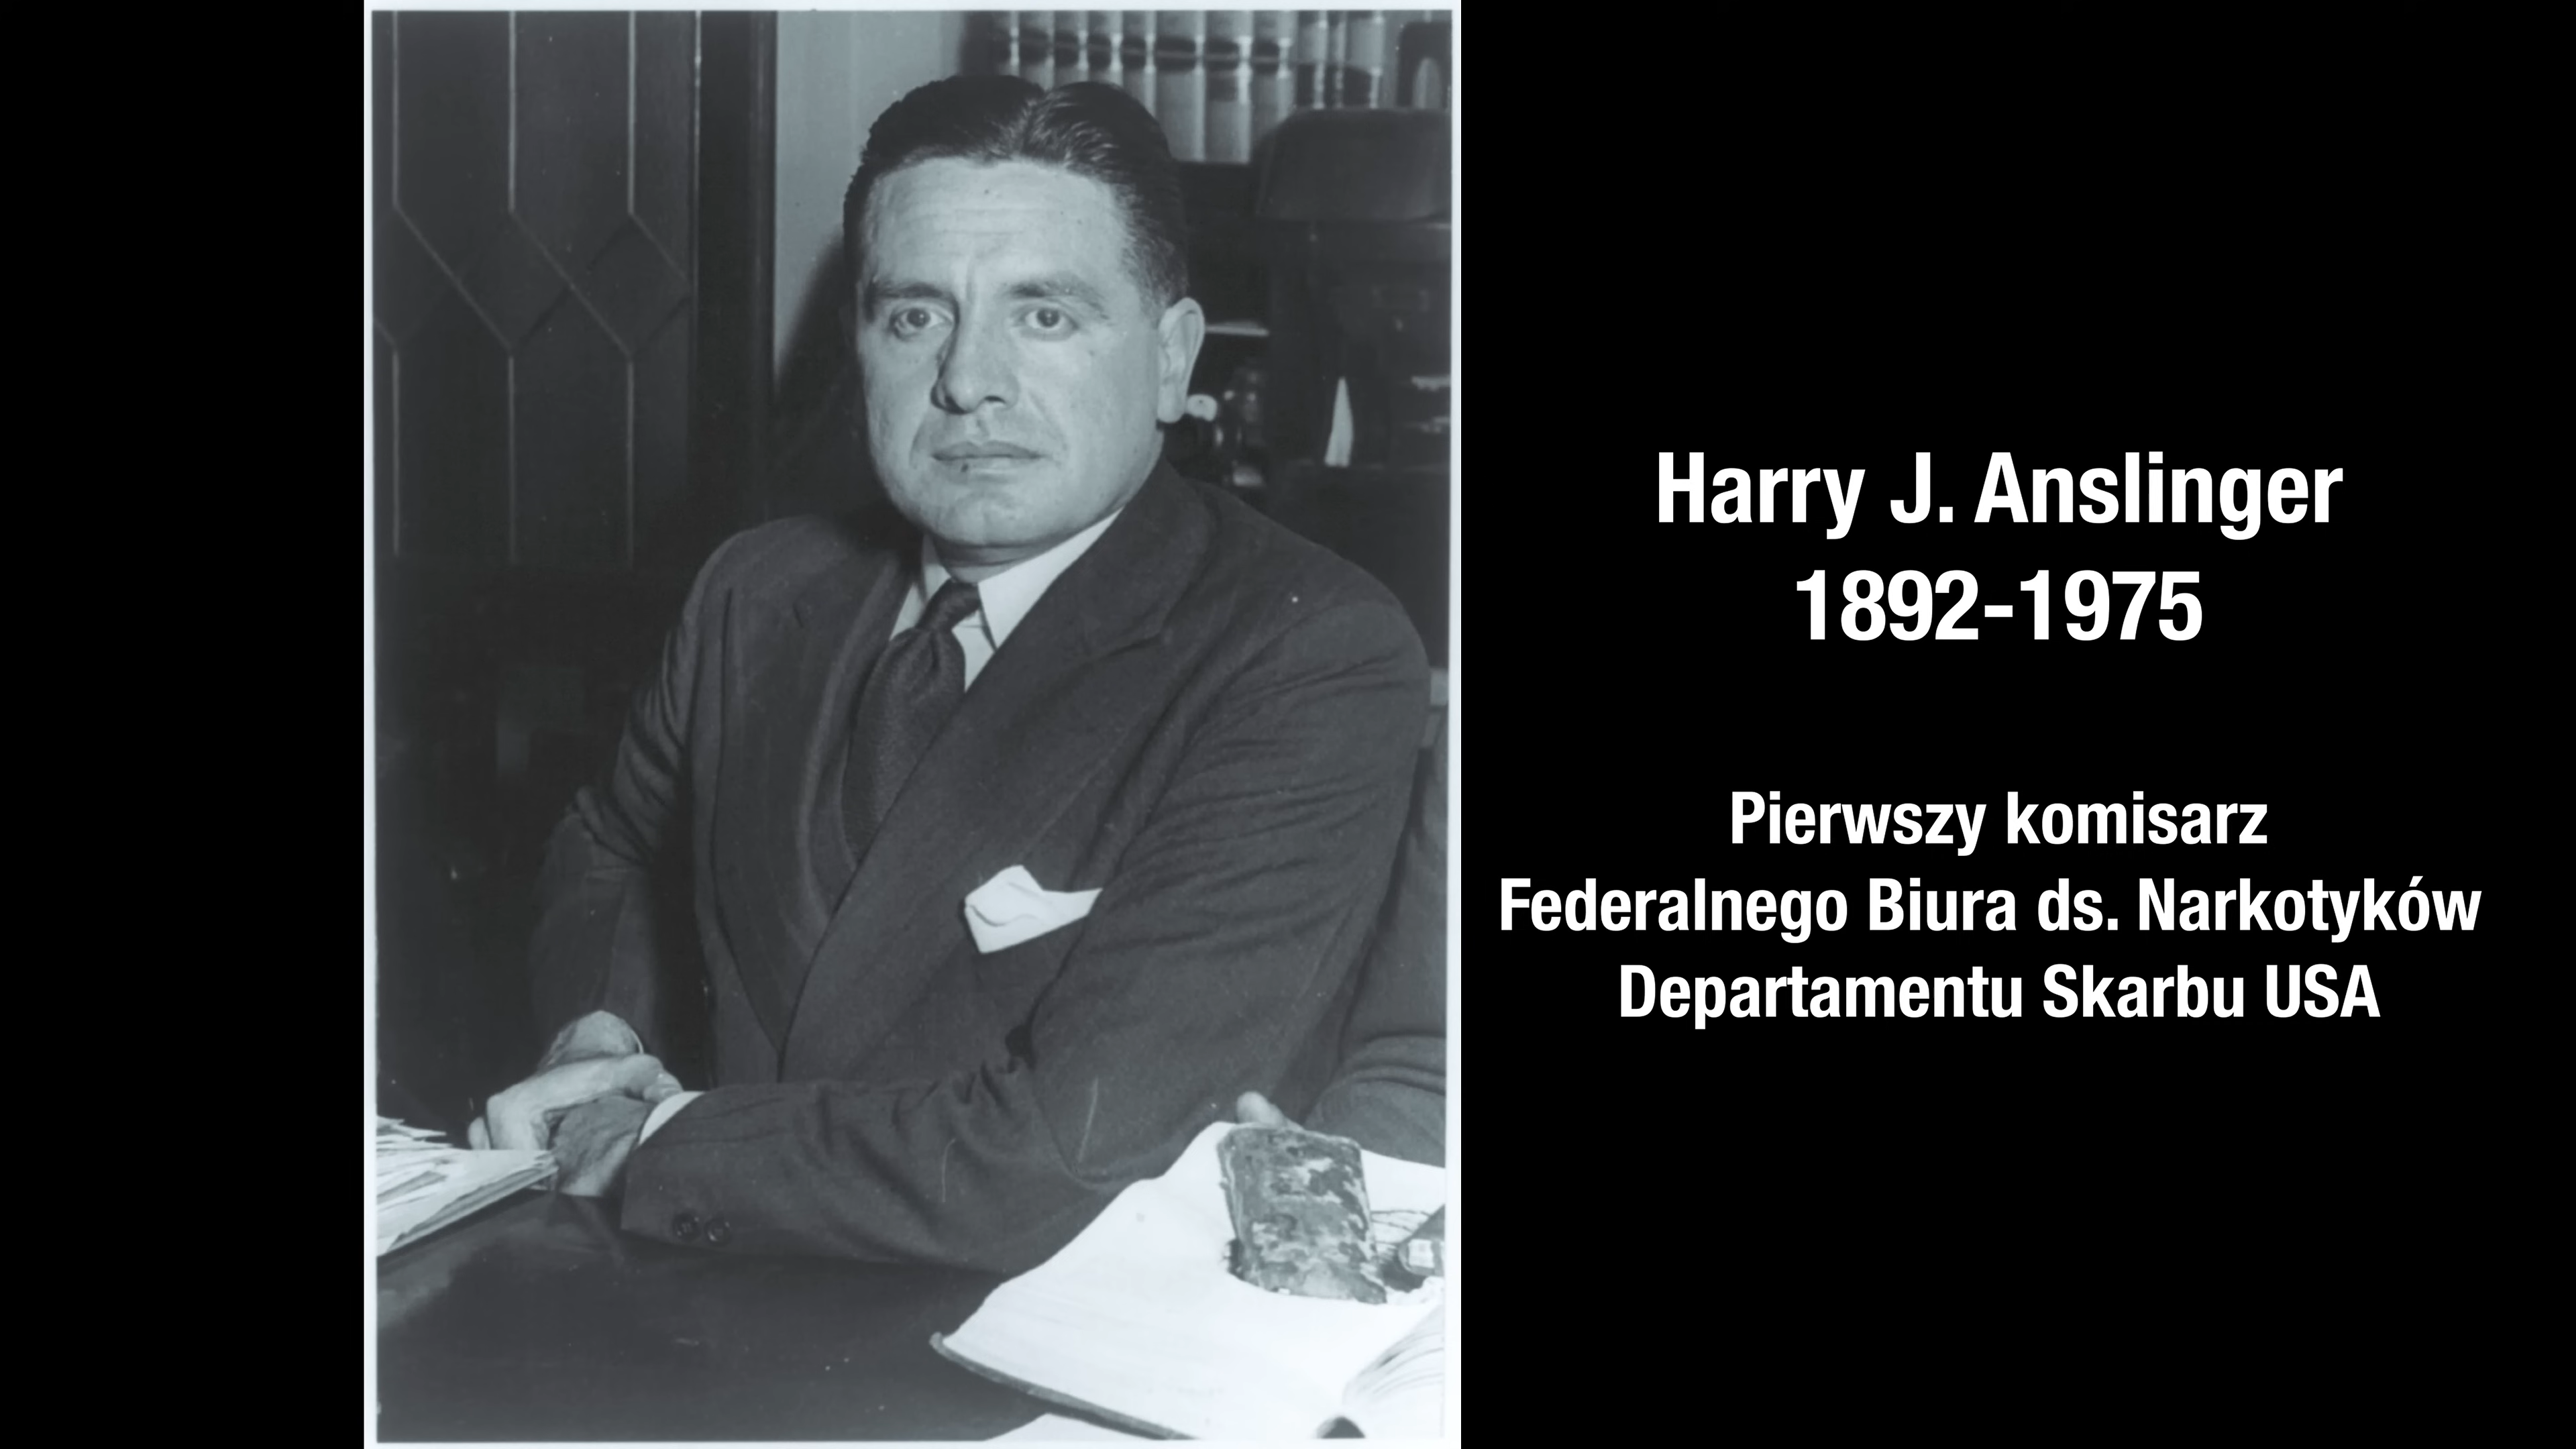 Harry J. Anslinger
1892-1975
Pierwszy komisarz
Federalnego Biura ds. Narkotyków
Departamentu Skarbu USA